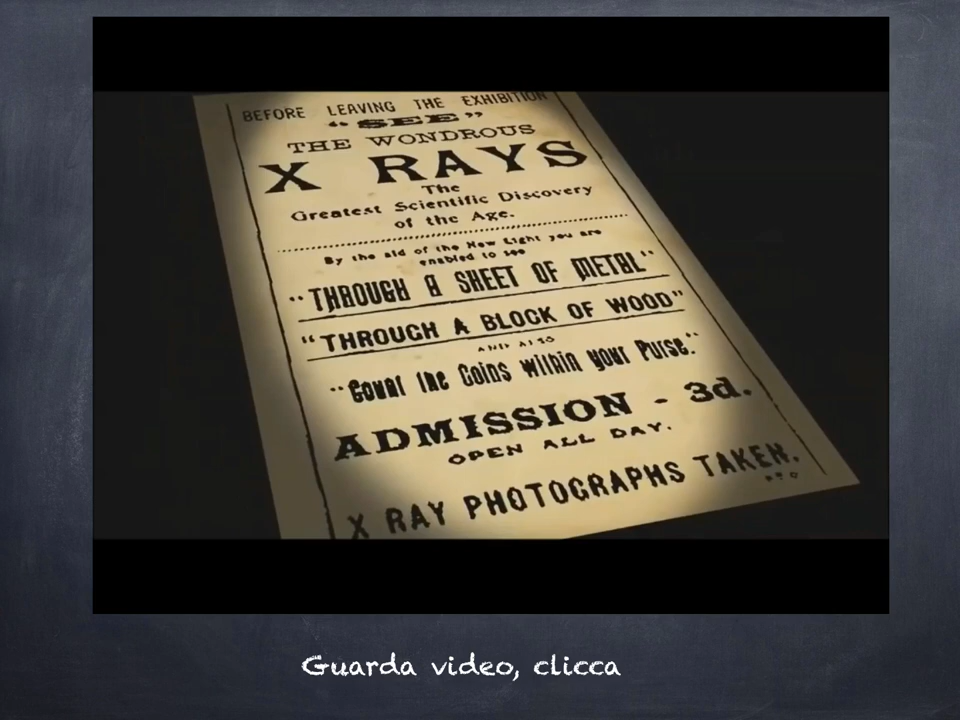 BEFORE LEAVING THE EXHIBITION
"SEE"
THE WONDROUS
X RAYS
The
Greatest Scientific Discovery
of the Age.
By the aid of the New Light you are
enabled to see
"THROUGH A SHEET OF METAL"
"THROUGH A BLOCK OF WOOD"
AND ALSO
"Count the Coins within your Purse."
ADMISSION - 3d.
OPEN ALL DAY.
X RAY PHOTOGRAPHS TAKEN.
Guarda video, clicca